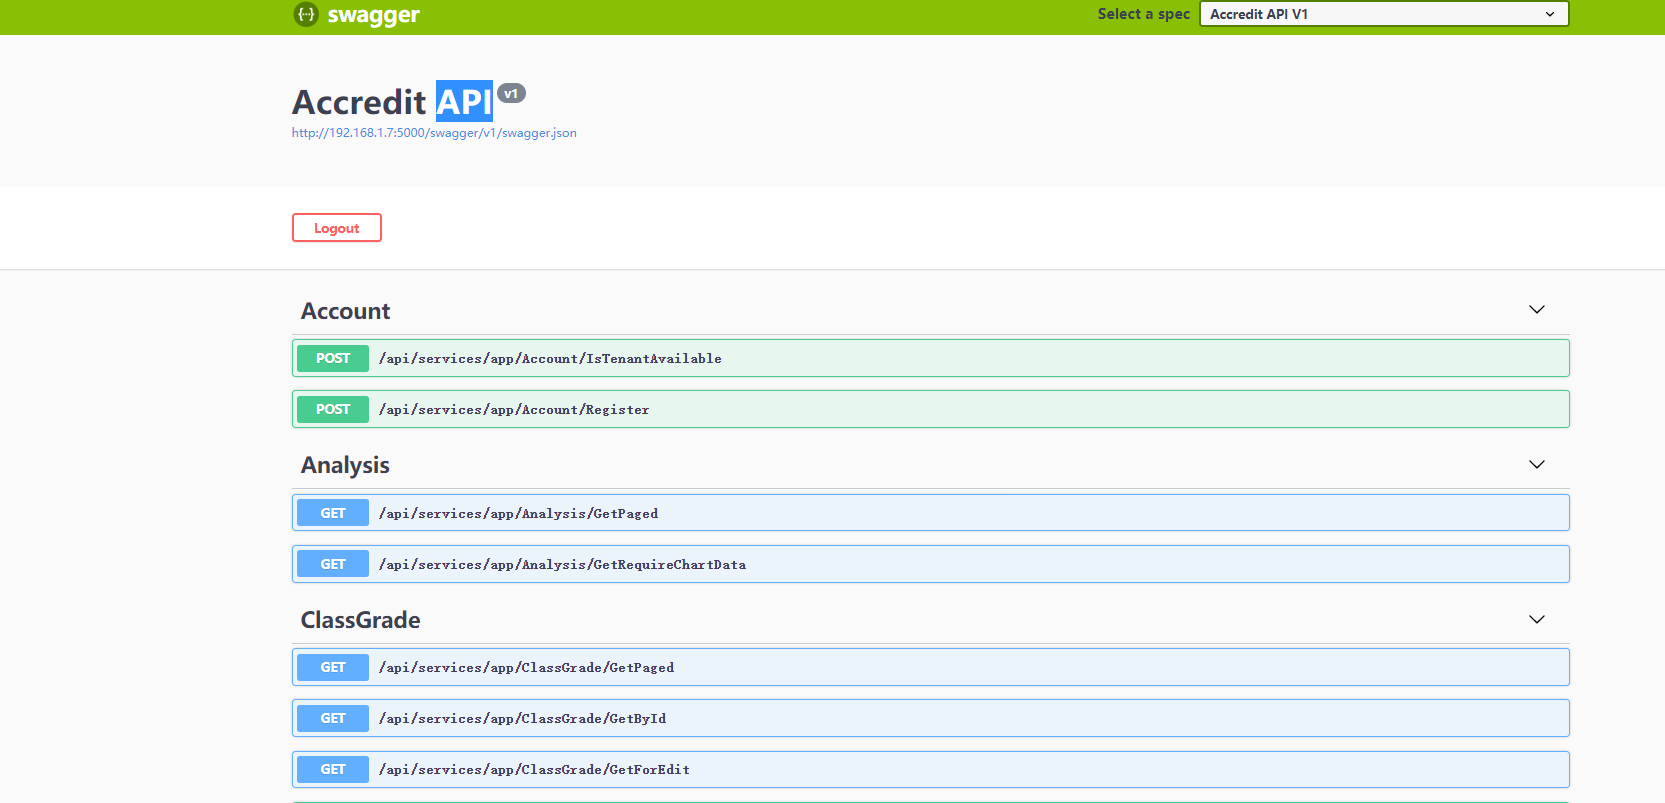 {···} swagger
Select a spec Accredit API V1
Accredit API v1
http://192.168.1.7:5000/swagger/v1/swagger.json
Logout
Account
POST /api/services/app/Account/IsTenantAvailable
POST /api/services/app/Account/Register
Analysis
GET /api/services/app/Analysis/GetPaged
GET /api/services/app/Analysis/GetRequireChartData
ClassGrade
GET /api/services/app/ClassGrade/GetPaged
GET /api/services/app/ClassGrade/GetById
GET /api/services/app/ClassGrade/GetForEdit